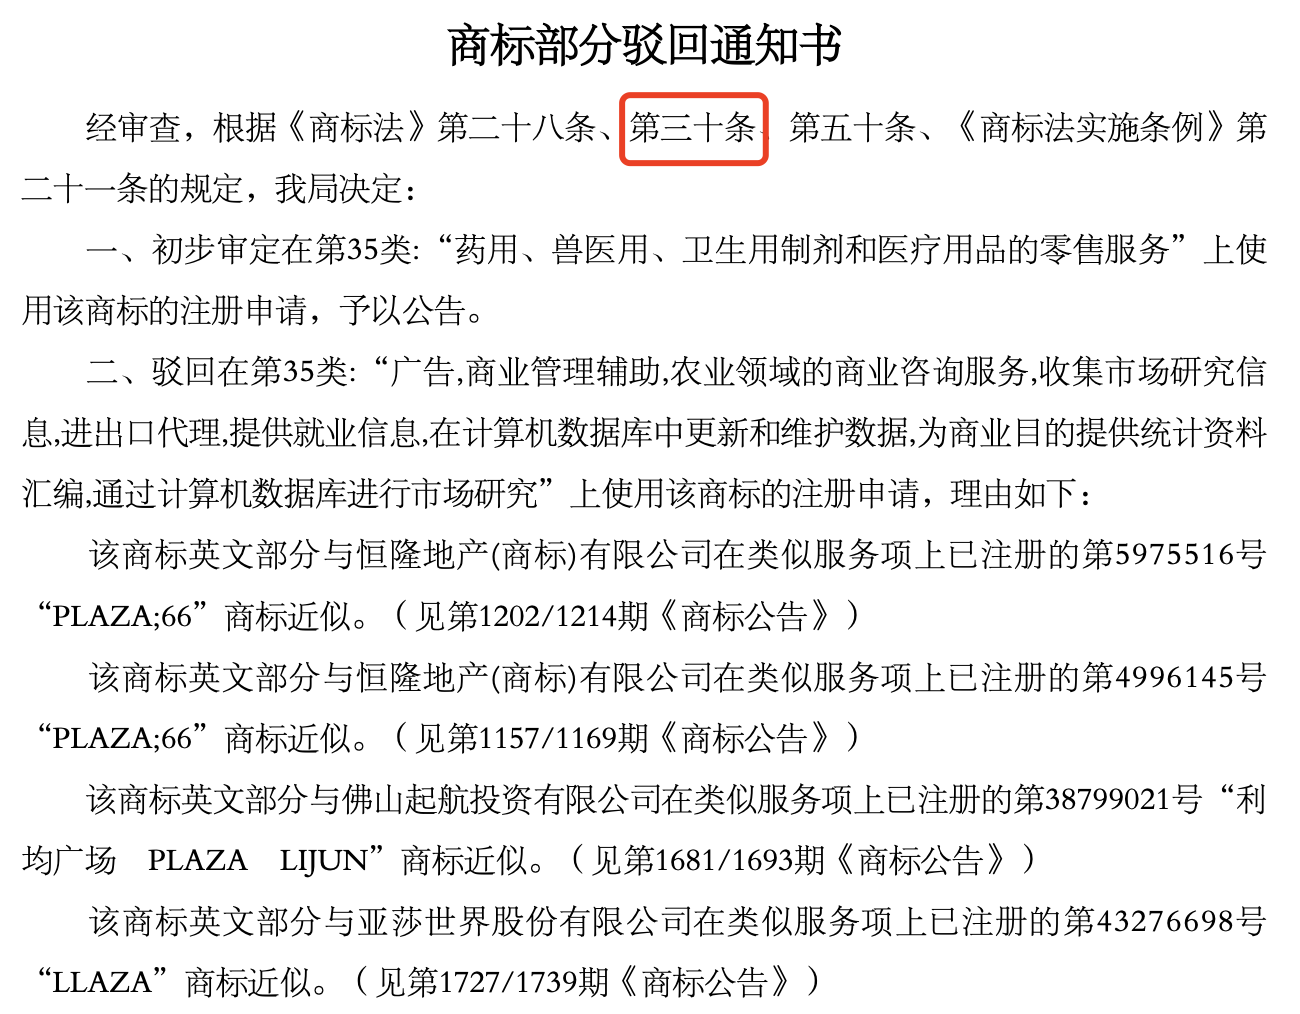 商标部分驳回通知书
经审查，根据《商标法》第二十八条、第三十条、第五十条、《商标法实施条例》第
二十一条的规定，我局决定：
一、初步审定在第35类：“药用、兽医用、卫生用制剂和医疗用品的零售服务”上使
用该商标的注册申请，予以公告。
二、驳回在第35类：“广告,商业管理辅助,农业领域的商业咨询服务,收集市场研究信
息,进出口代理,提供就业信息,在计算机数据库中更新和维护数据,为商业目的提供统计资料
汇编,通过计算机数据库进行市场研究”上使用该商标的注册申请，理由如下：
该商标英文部分与恒隆地产(商标)有限公司在类似服务项上已注册的第5975516号
“PLAZA;66”商标近似。（见第1202/1214期《商标公告》）
该商标英文部分与恒隆地产(商标)有限公司在类似服务项上已注册的第4996145号
“PLAZA;66”商标近似。（见第1157/1169期《商标公告》）
该商标英文部分与佛山起航投资有限公司在类似服务项上已注册的第38799021号“利
均广场　PLAZA　LIJUN”商标近似。（见第1681/1693期《商标公告》）
该商标英文部分与亚莎世界股份有限公司在类似服务项上已注册的第43276698号
“LLAZA”商标近似。（见第1727/1739期《商标公告》）